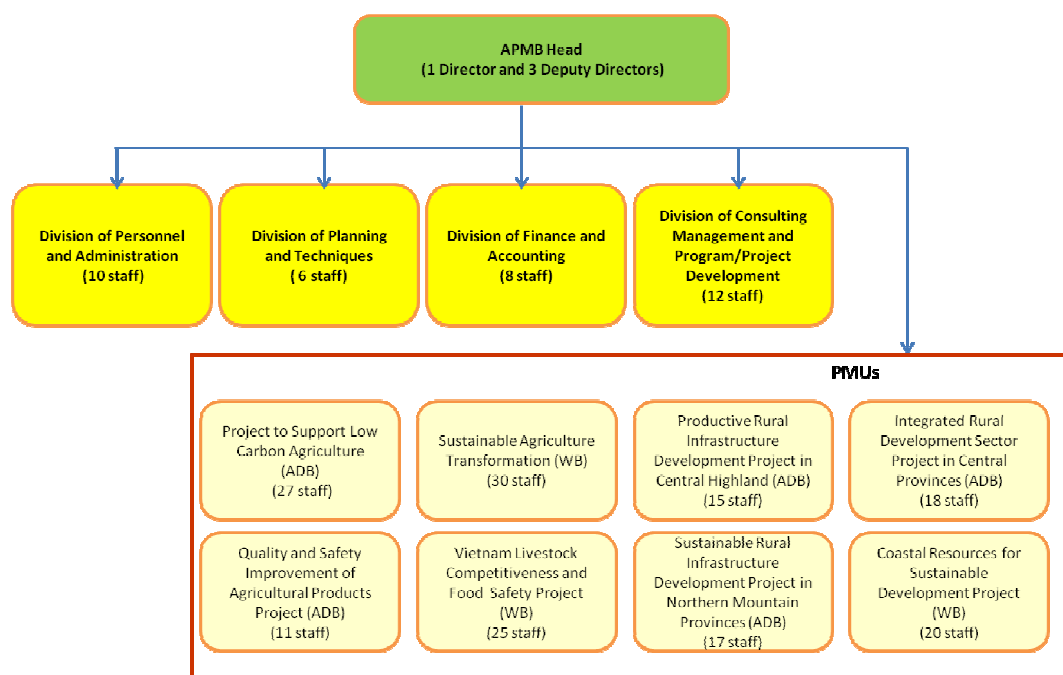 APMB Head
(1 Director and 3 Deputy Directors)
Division of Personnel
and Administration
(10 staff)
Division of Planning
and Techniques
( 6 staff)
Division of Finance and
Accounting
(8 staff)
Division of Consulting
Management and
Program/Project
Development
(12 staff)
PMUs
Project to Support Low
Carbon Agriculture
(ADB)
(27 staff)
Sustainable Agriculture
Transformation (WB)
(30 staff)
Productive Rural
Infrastructure
Development Project in
Central Highland (ADB)
(15 staff)
Integrated Rural
Development Sector
Project in Central
Provinces (ADB)
(18 staff)
Quality and Safety
Improvement of
Agricultural Products
Project (ADB)
(11 staff)
Vietnam Livestock
Competitiveness and
Food Safety Project
(WB)
(25 staff)
Sustainable Rural
Infrastructure
Development Project in
Northern Mountain
Provinces (ADB)
(17 staff)
Coastal Resources for
Sustainable
Development Project
(WB)
(20 staff)